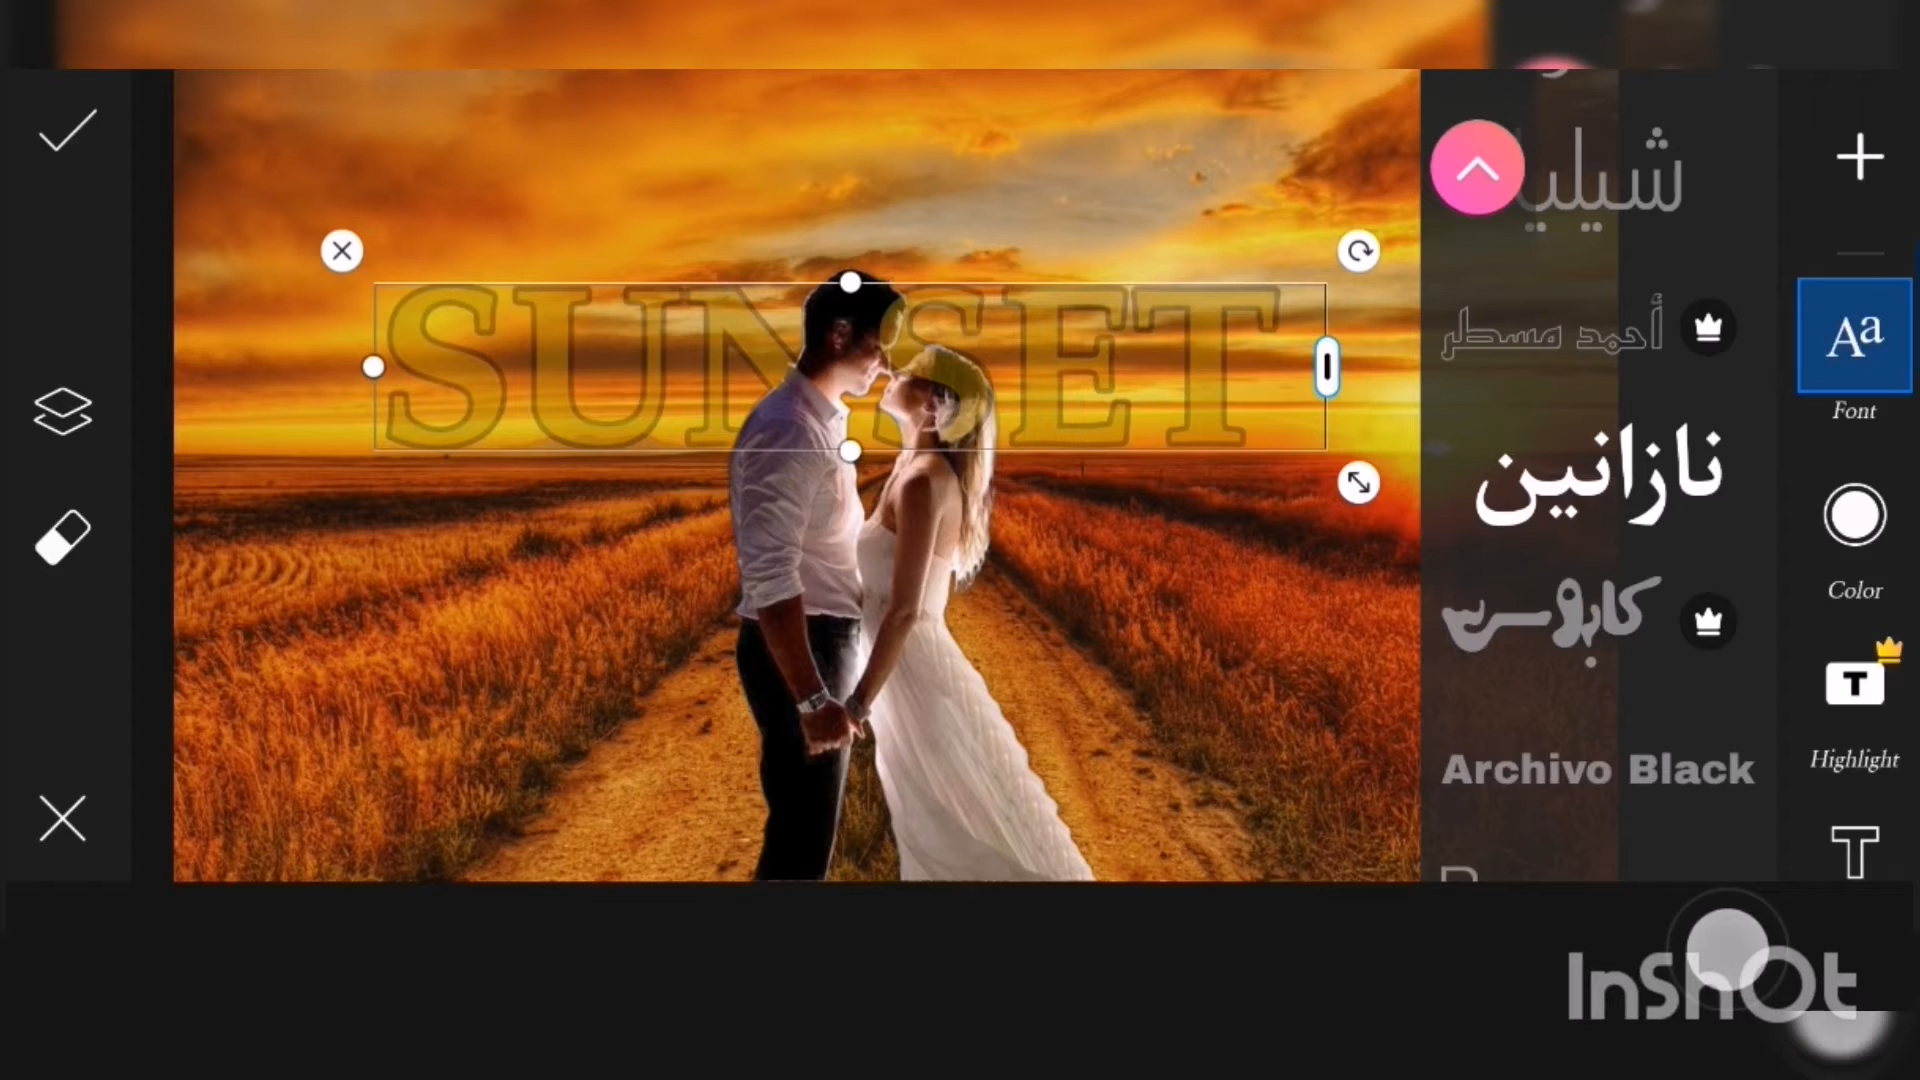 SUNSET
شيليا
أحمد مسطر
نازانين
كابوس
Archivo Black
Aa
Font
Color
T
Highlight
T
InShOt